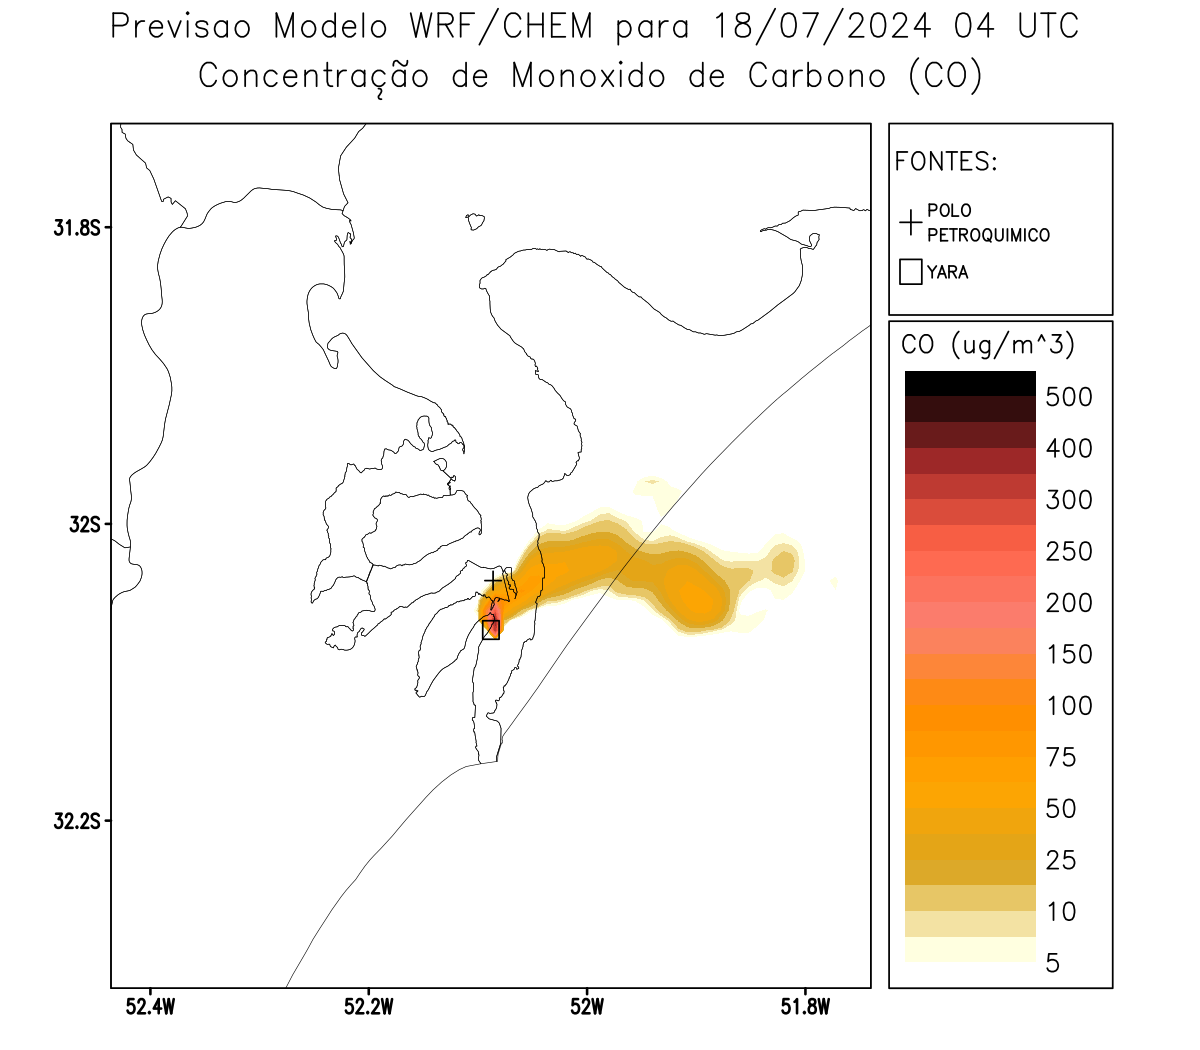 Previsao Modelo WRF/CHEM para 18/07/2024 04 UTC
Concentração de Monoxido de Carbono (CO)
FONTES:
POLO
PETROQUIMICO
YARA
CO (ug/m^3)
500
400
300
250
200
150
100
75
50
25
10
5
31.8S
32S
32.2S
52.4W
52.2W
52W
51.8W